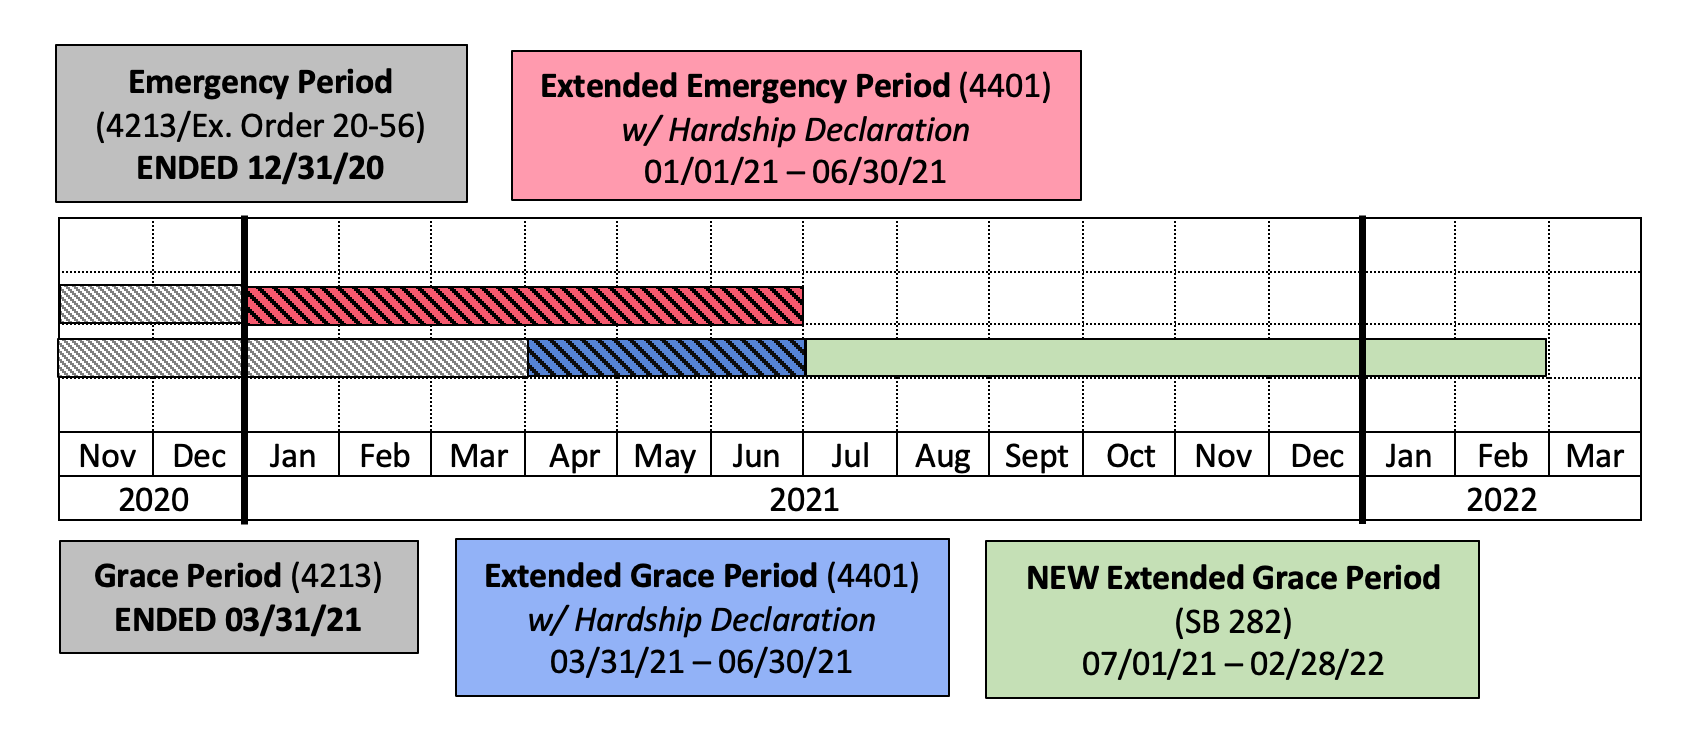 Emergency Period
(4213/Ex. Order 20-56)
ENDED 12/31/20
Extended Emergency Period (4401)
w/ Hardship Declaration
01/01/21 – 06/30/21
Nov Dec Jan Feb Mar Apr May Jun Jul Aug Sept Oct Nov Dec Jan Feb Mar
2020 2021 2022
Grace Period (4213)
ENDED 03/31/21
Extended Grace Period (4401)
w/ Hardship Declaration
03/31/21 – 06/30/21
NEW Extended Grace Period
(SB 282)
07/01/21 – 02/28/22